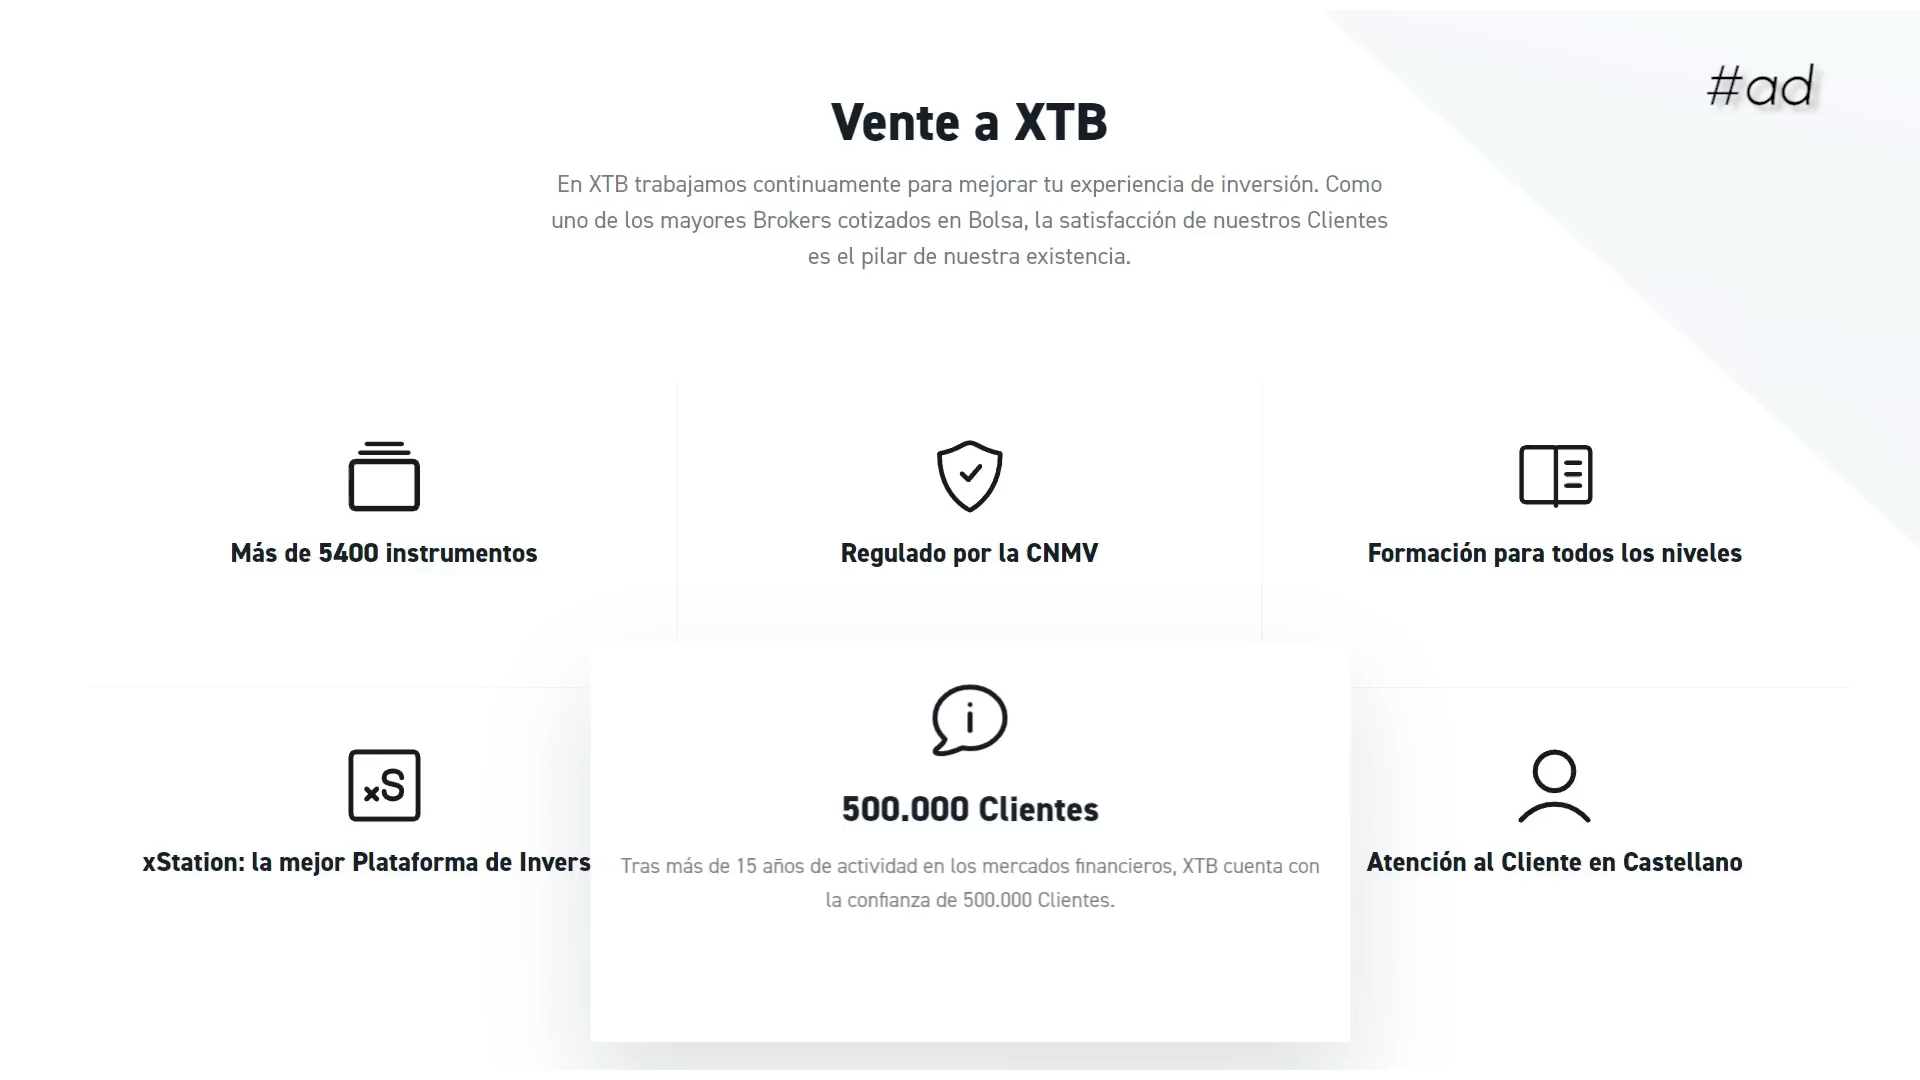 #ad
Vente a XTB
En XTB trabajamos continuamente para mejorar tu experiencia de inversión. Como
uno de los mayores Brokers cotizados en Bolsa, la satisfacción de nuestros Clientes
es el pilar de nuestra existencia.
Más de 5400 instrumentos
Regulado por la CNMV
Formación para todos los niveles
xS
xStation: la mejor Plataforma de Invers
i
500.000 Clientes
Tras más de 15 años de actividad en los mercados financieros, XTB cuenta con
la confianza de 500.000 Clientes.
Atención al Cliente en Castellano